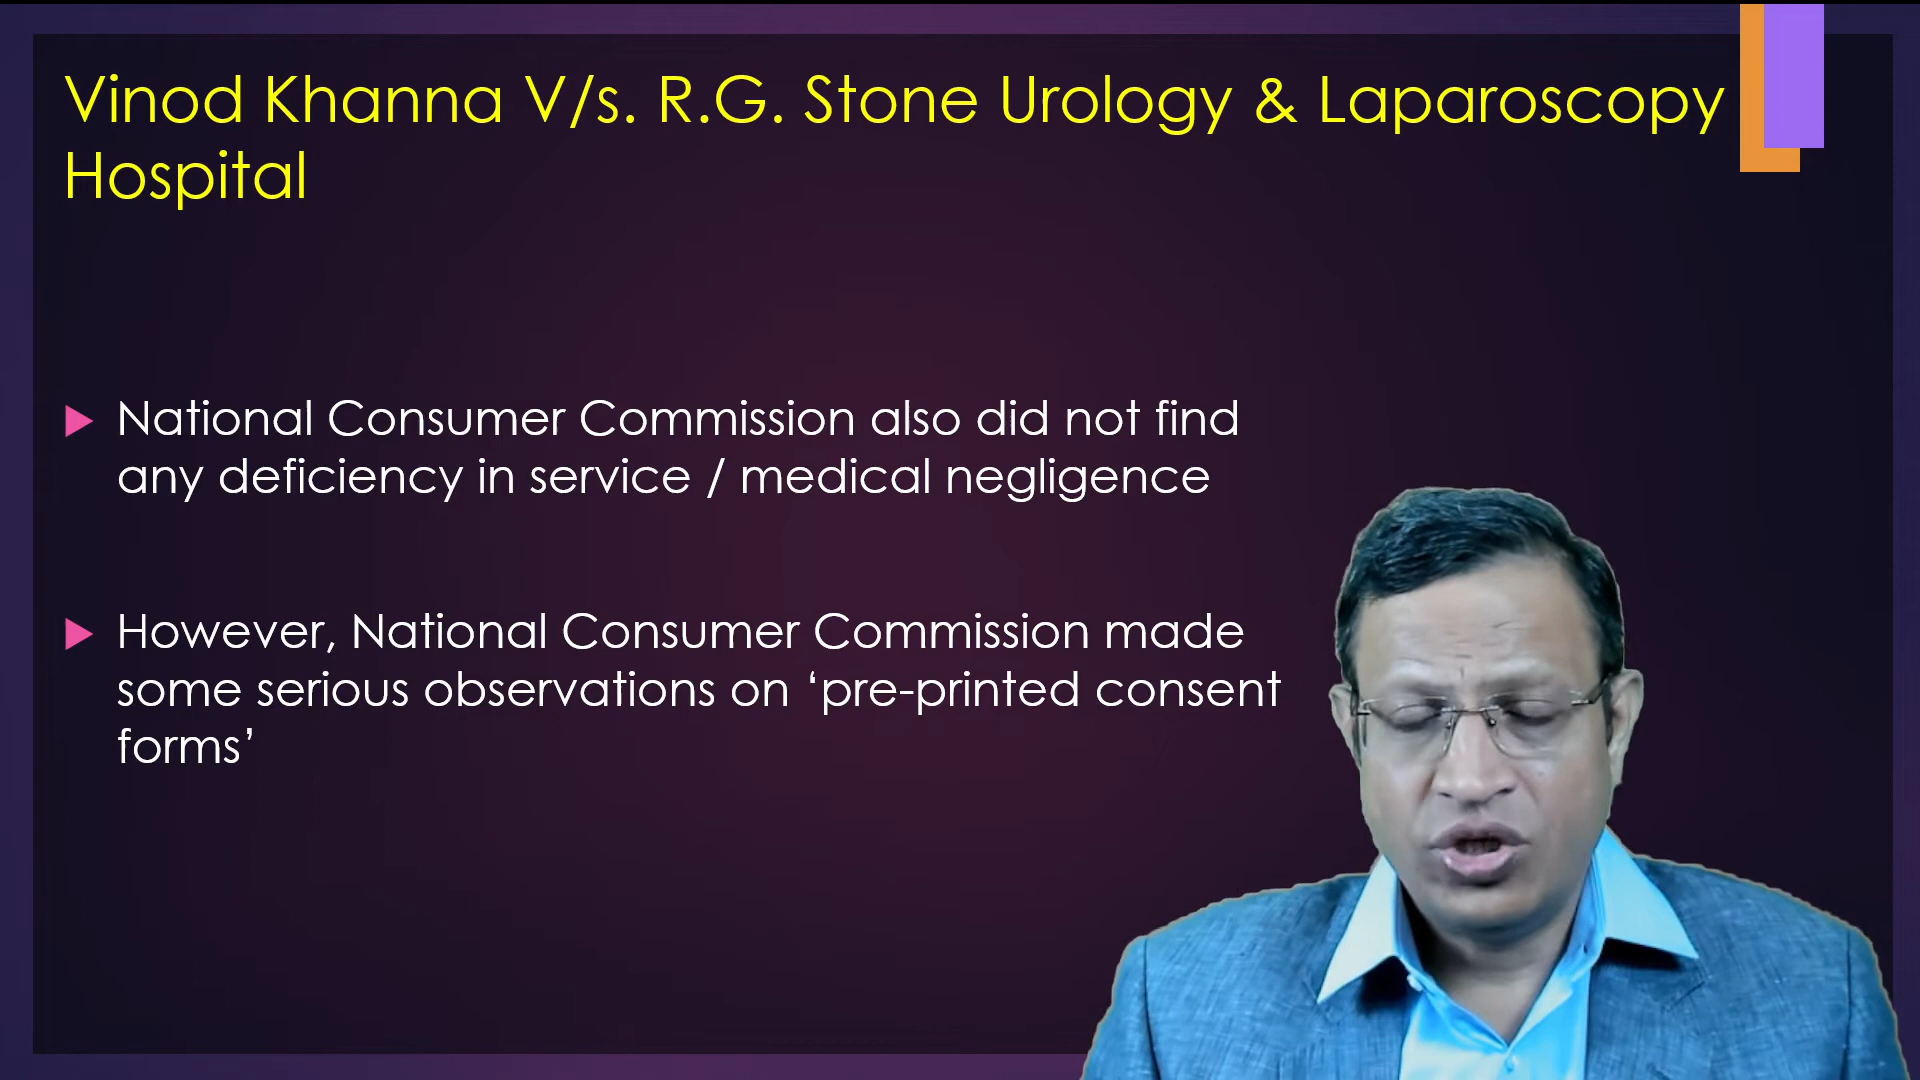 Vinod Khanna V/s. R.G. Stone Urology & Laparoscopy
Hospital
National Consumer Commission also did not find
any deficiency in service / medical negligence
However, National Consumer Commission made
some serious observations on ‘pre-printed consent
forms’